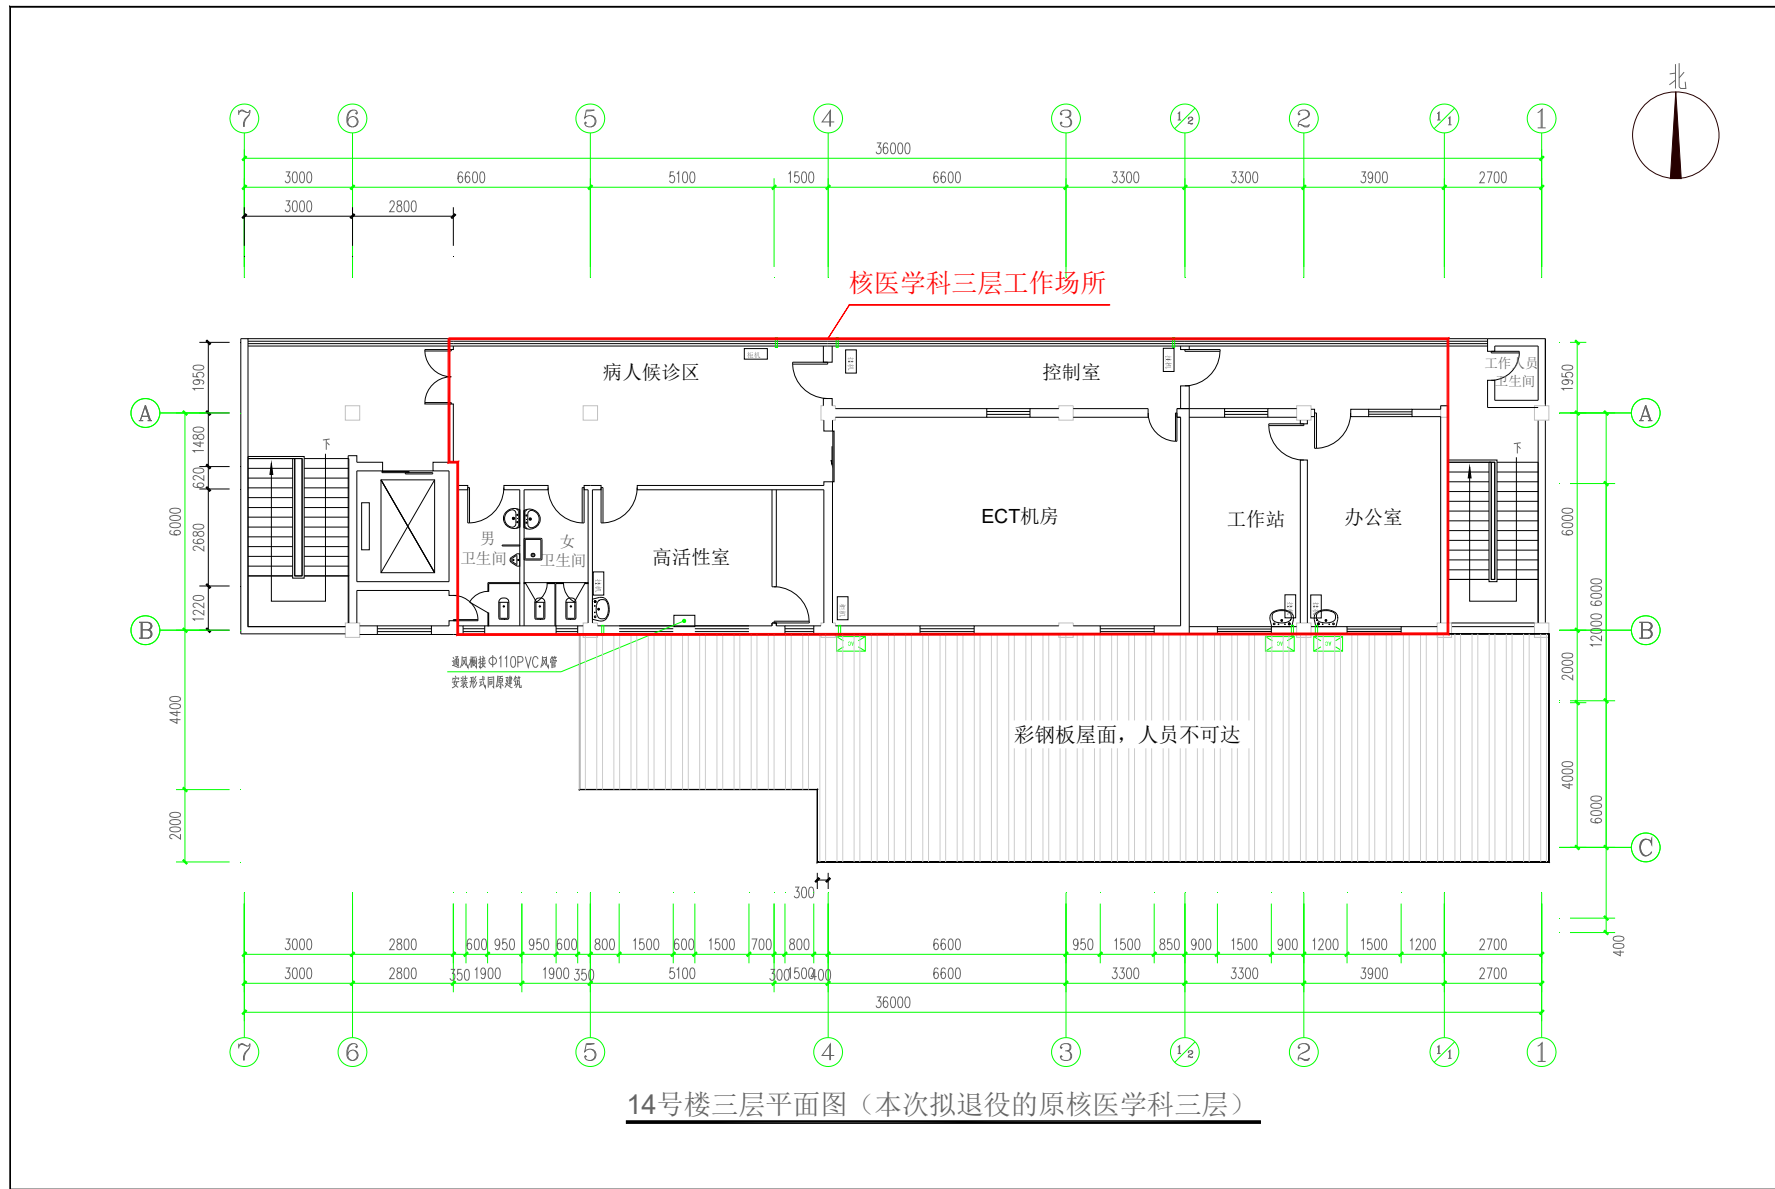 北
7 6 5 4 3 1/2 2 1/1 1
36000
3000 6600 5100 1500 6600 3300 3300 3900 2700
3000 2800
核医学科三层工作场所
病人候诊区
控制室
工作人员
卫生间
1950
1950
A
A
1480
下
下
620
6000
2680
6000
ECT机房
工作站
办公室
男
卫生间
女
卫生间
高活性室
1220
6000
B
B
12000
通风橱接Φ110PVC风管
安装形式同原建筑
2000
4400
彩钢板屋面，人员不可达
4000
2000
6000
C
300
400
3000 2800 600 950 950 600 800 1500 600 1500 700 800 6600 950 1500 850 900 1500 900 1200 1500 1200 2700
3000 2800 350 1900 1900 350 5100 300 1500 400 6600 3300 3300 3900 2700
36000
7 6 5 4 3 1/2 2 1/1 1
14号楼三层平面图（本次拟退役的原核医学科三层）